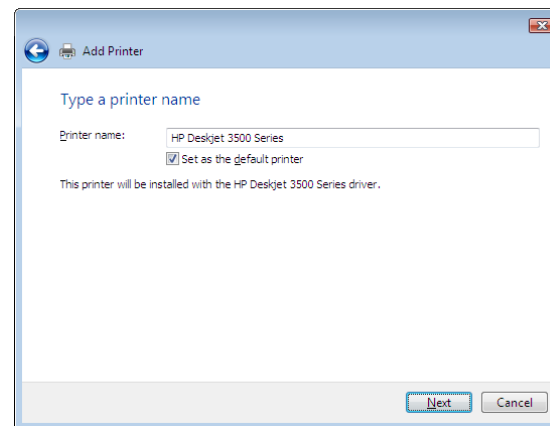 Add Printer
Type a printer name
Printer name:
HP Deskjet 3500 Series
Set as the default printer
This printer will be installed with the HP Deskjet 3500 Series driver.
Next Cancel